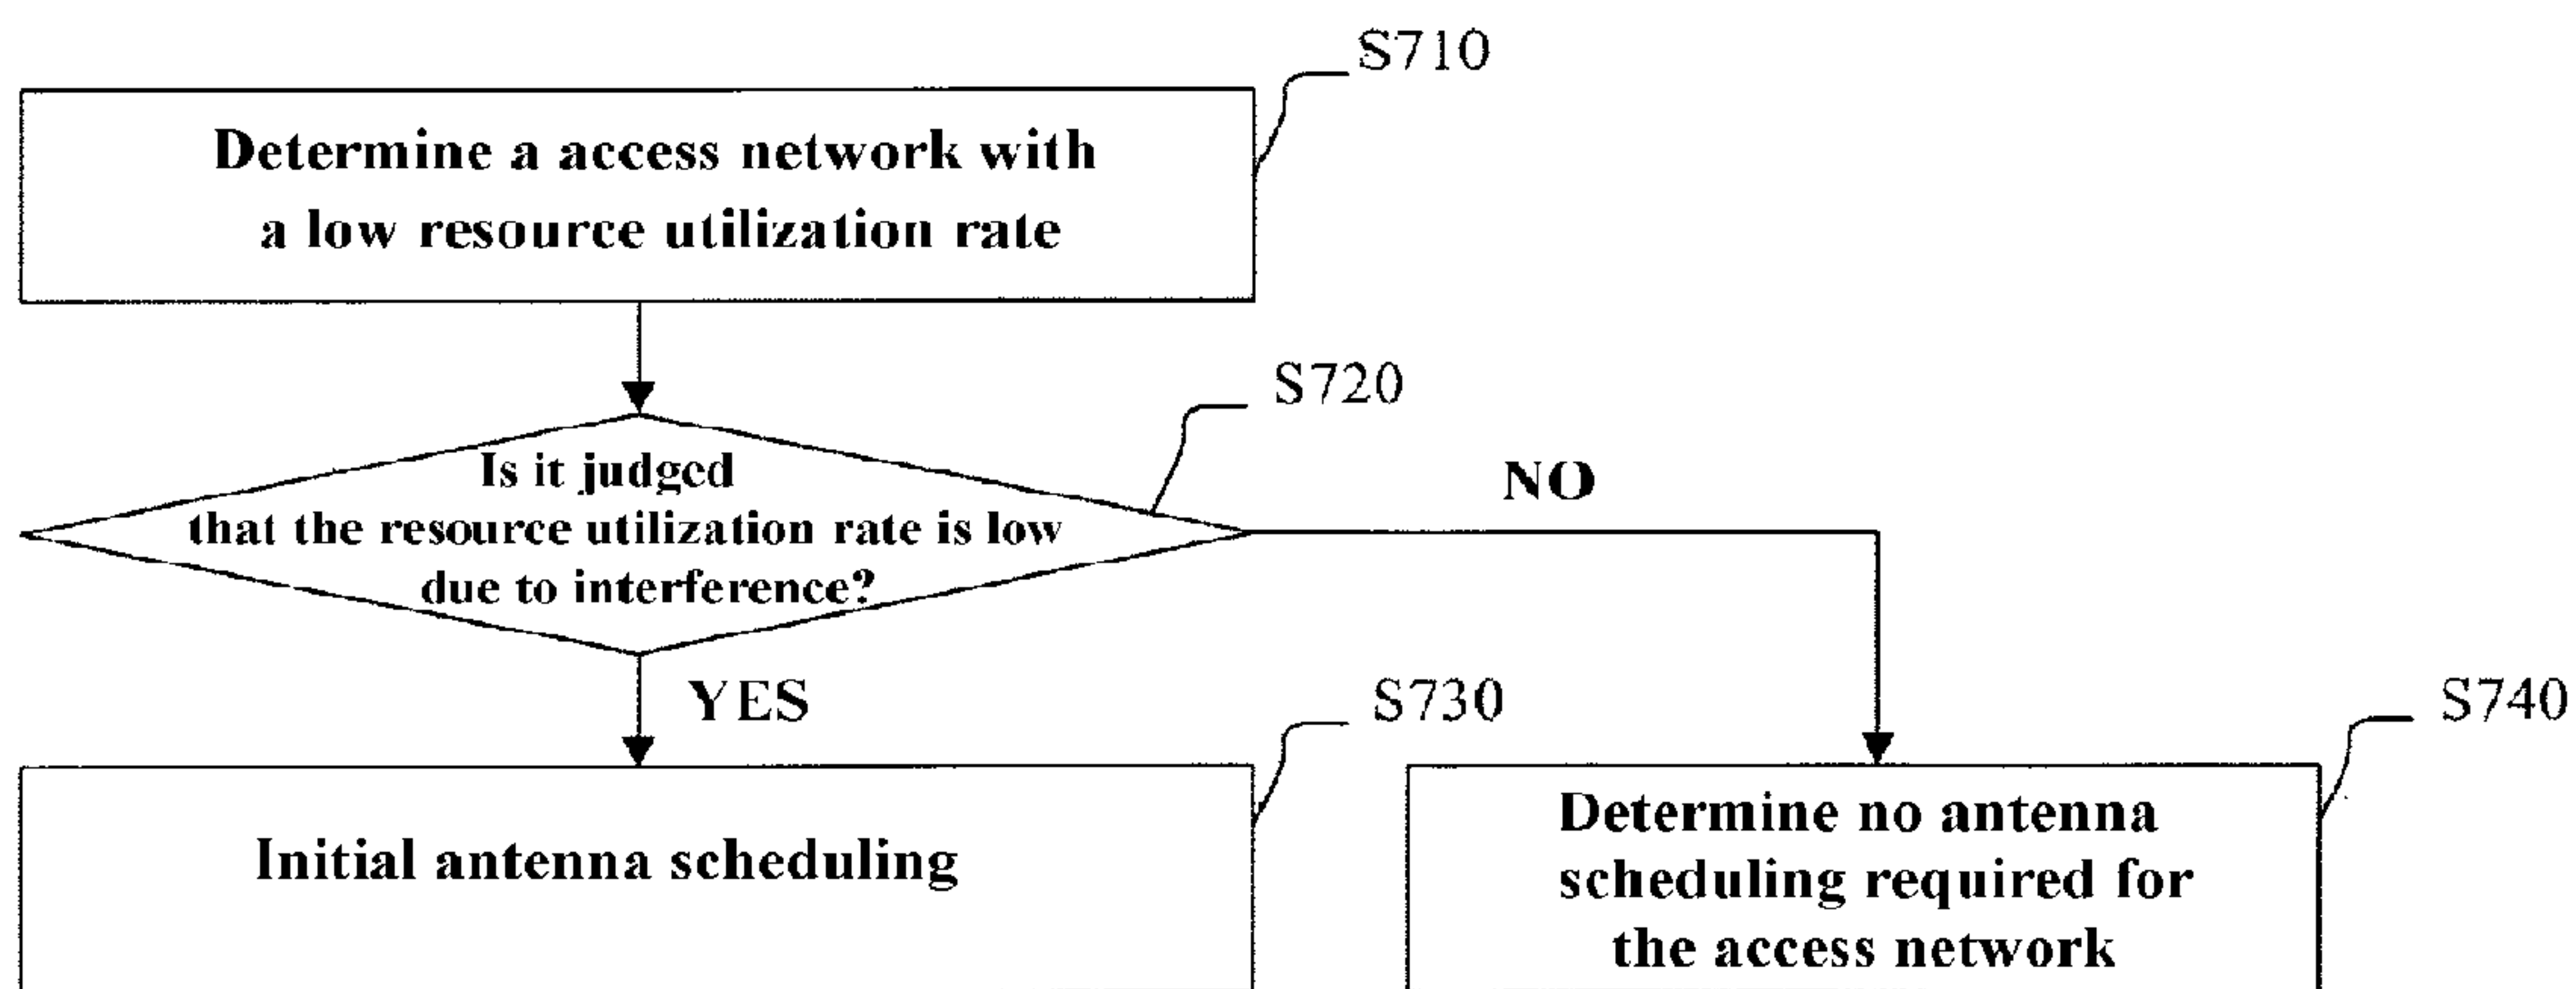 S710
Determine a access network with
a low resource utilization rate
S720
Is it judged
that the resource utilization rate is low
due to interference?
NO
YES
S730
S740
Initial antenna scheduling
Determine no antenna
scheduling required for
the access network